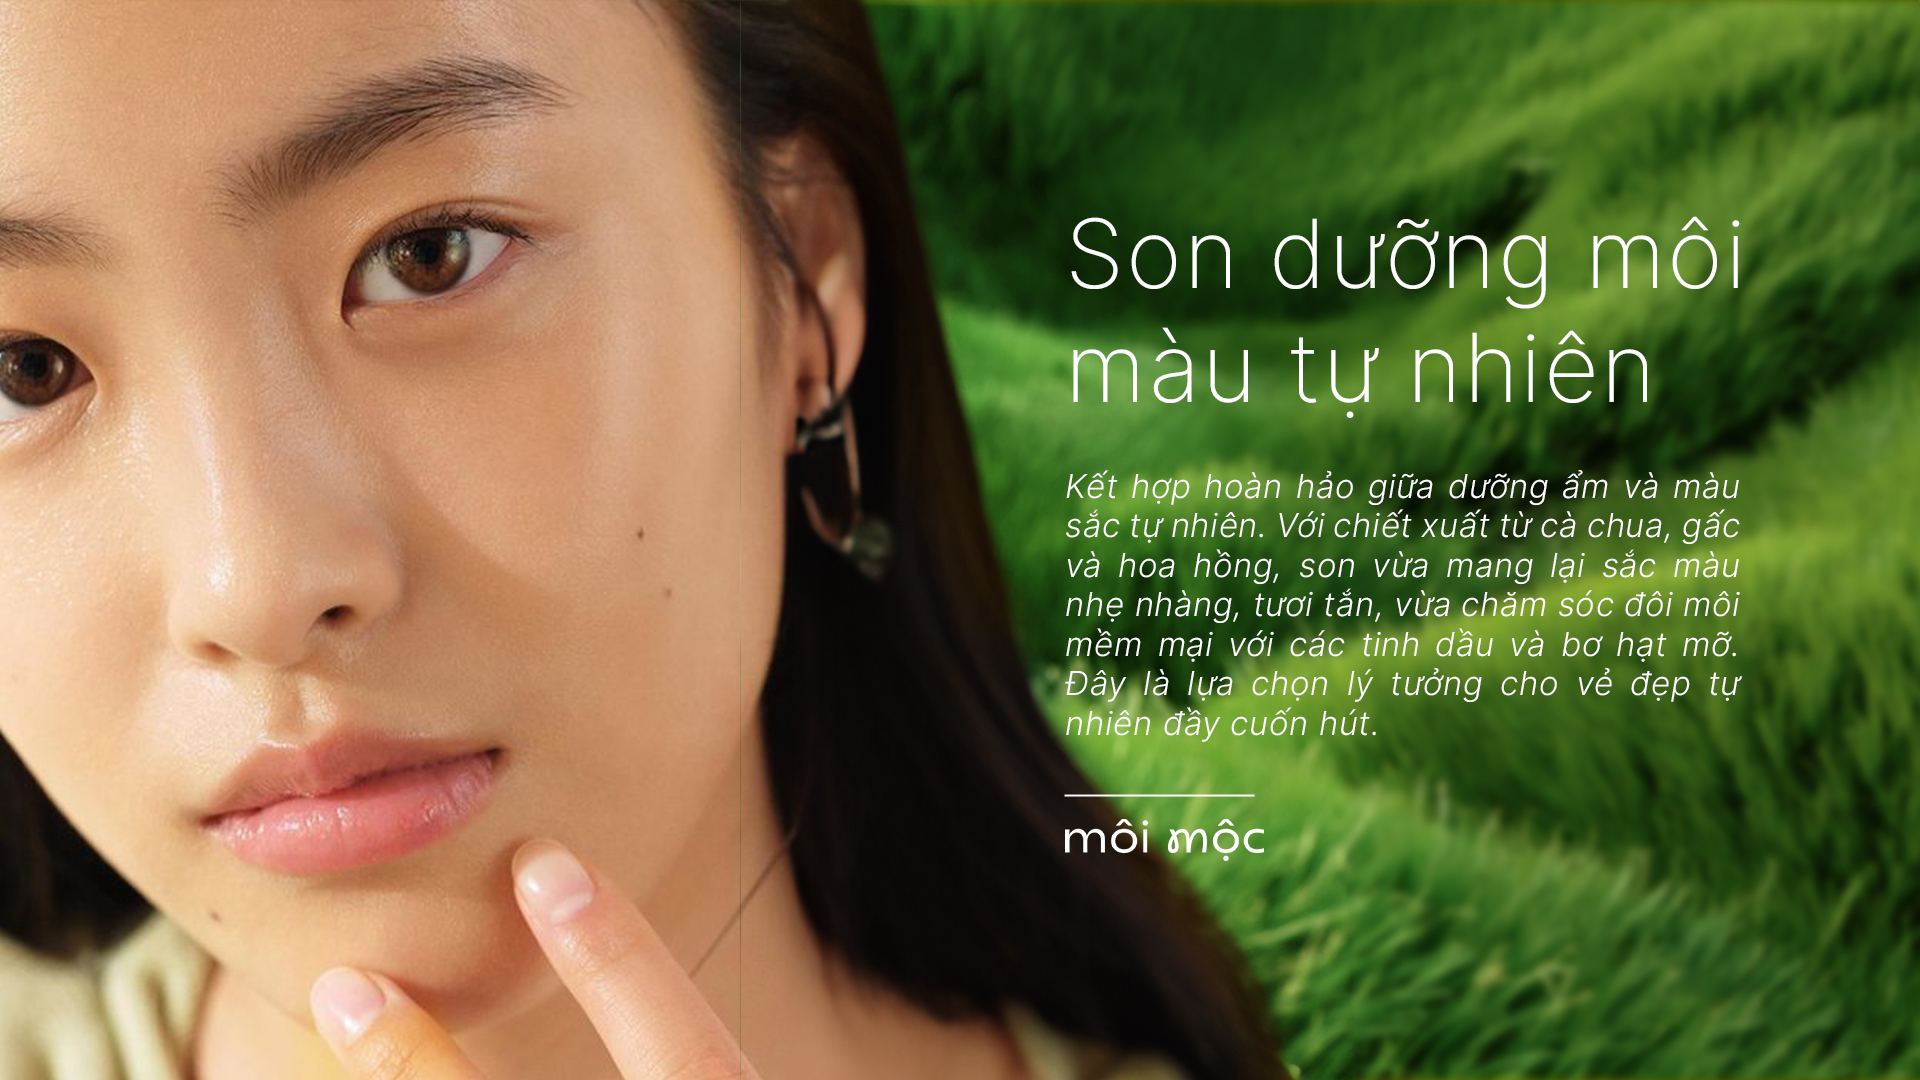 Son dưỡng môi
màu tự nhiên
Kết hợp hoàn hảo giữa dưỡng ẩm và màu
sắc tự nhiên. Với chiết xuất từ cà chua, gấc
và hoa hồng, son vừa mang lại sắc màu
nhẹ nhàng, tươi tắn, vừa chăm sóc đôi môi
mềm mại với các tinh dầu và bơ hạt mỡ.
Đây là lựa chọn lý tưởng cho vẻ đẹp tự
nhiên đầy cuốn hút.
môi mộc